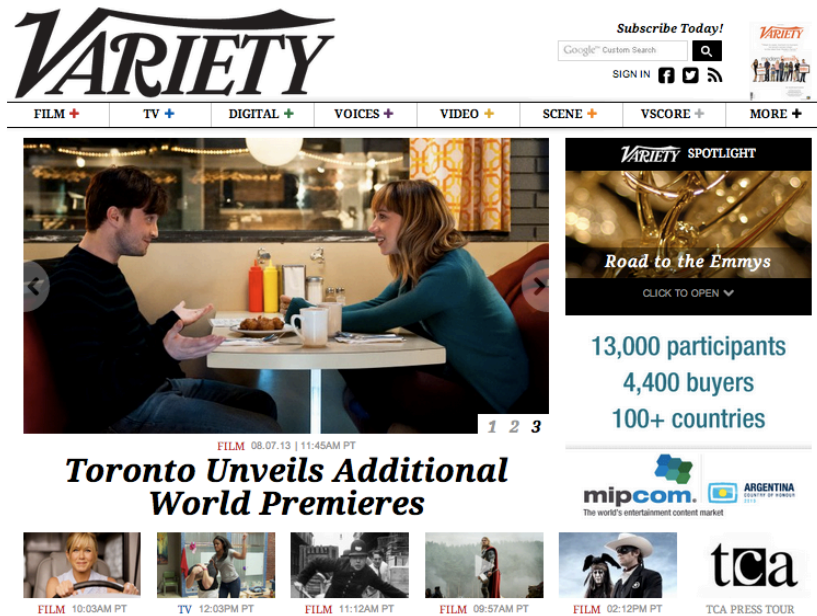 VARIETY
Subscribe Today!
Google™ Custom Search
SIGN IN
VARIETY
FILM + TV + DIGITAL + VOICES + VIDEO + SCENE + VSCORE + MORE +
VARIETY SPOTLIGHT
Road to the Emmys
CLICK TO OPEN
1 2 3
FILM 08.07.13 | 11:45AM PT
Toronto Unveils Additional
World Premieres
13,000 participants
4,400 buyers
100+ countries
mipcom.
The world's entertainment content market
ARGENTINA
COUNTRY OF HONOUR
tca
FILM 10:03AM PT
TV 12:03PM PT
FILM 11:12AM PT
FILM 09:57AM PT
FILM 02:12PM PT
TCA PRESS TOUR